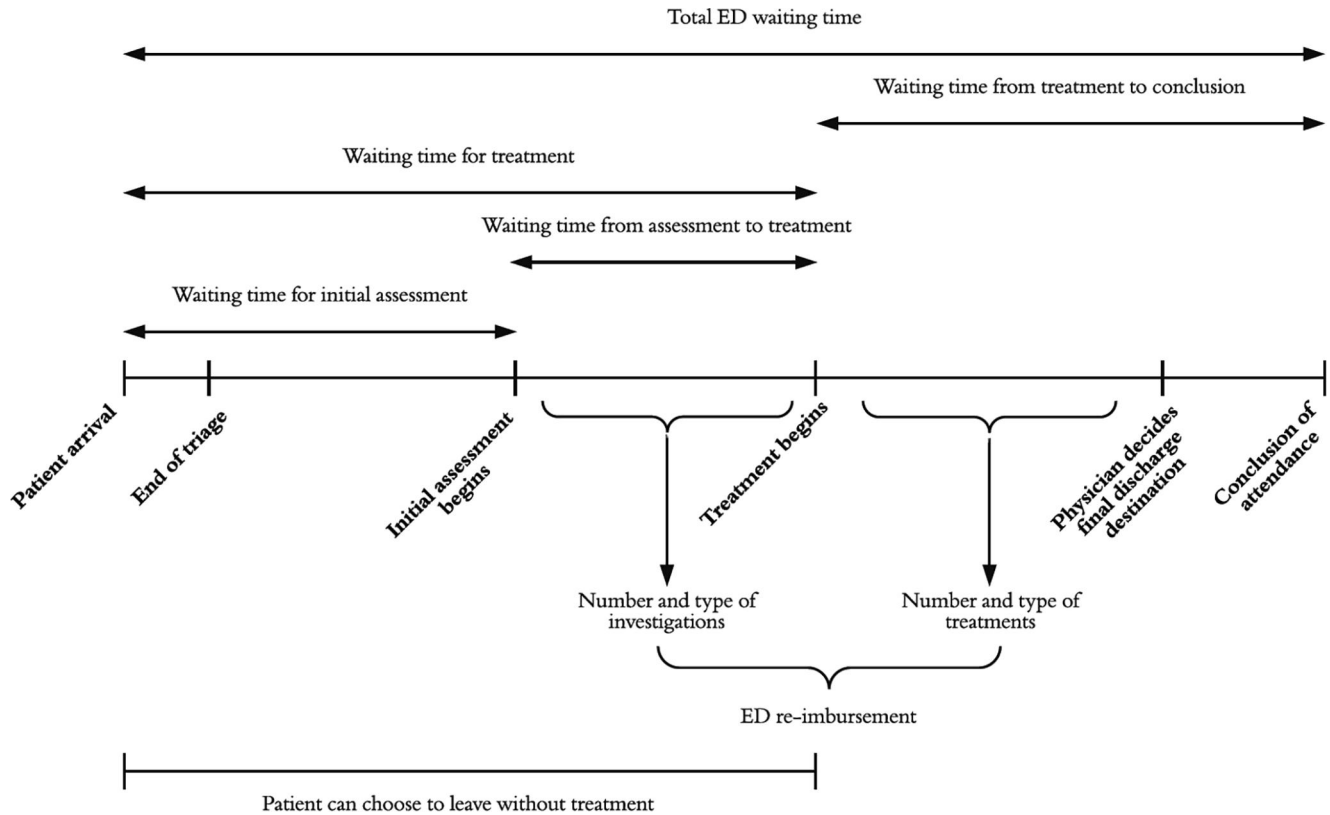 Total ED waiting time
Waiting time from treatment to conclusion
Waiting time for treatment
Waiting time from assessment to treatment
Waiting time for initial assessment
Patient arrival
End of triage
Initial assessment
begins
Treatment begins
Physician decides
final discharge
destination
Conclusion of
attendance
Number and type of
investigations
Number and type of
treatments
ED re-imbursement
Patient can choose to leave without treatment